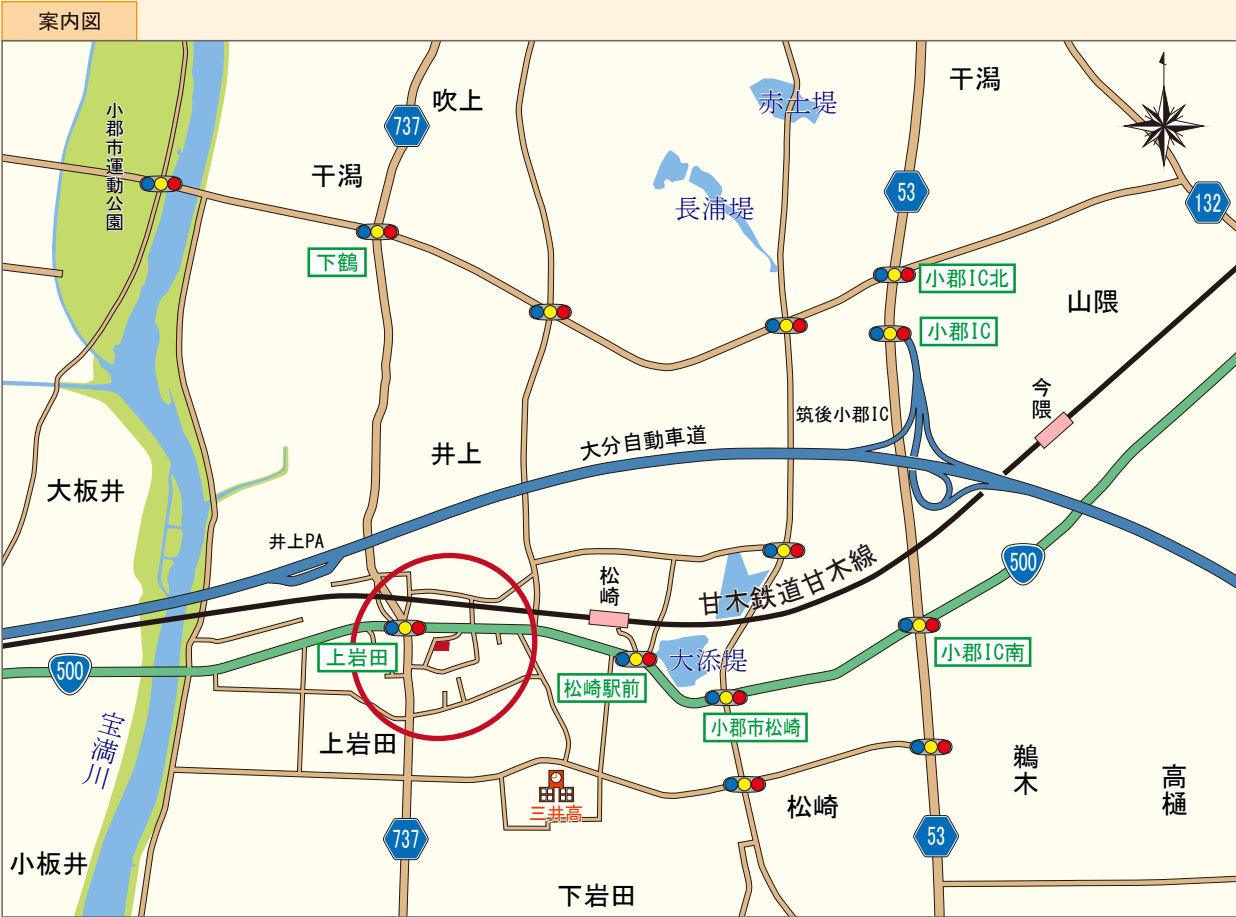 案内図
吹上
干潟
赤土堤
小郡市運動公園
737
干潟
長浦堤
53
132
下鶴
小郡IC北
山隈
小郡IC
今隈
筑後小郡IC
大分自動車道
井上
大板井
井上PA
松崎
甘木鉄道甘木線
500
上岩田
500
大添堤
小郡IC南
松崎駅前
宝満川
小郡市松崎
上岩田
鵜木
高樋
三井高
松崎
737
53
小板井
下岩田